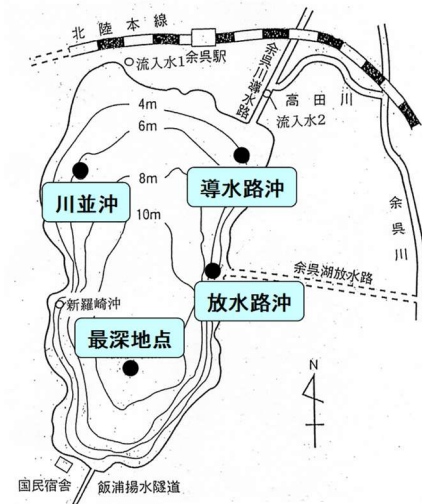 北陸本線
余呉駅
流入水1
余呉川導水路
高田川
流入水2
4m
6m
8m
10m
川並沖
導水路沖
余呉川
余呉湖放水路
放水路沖
新羅崎沖
最深地点
N
国民宿舎
飯浦揚水隧道